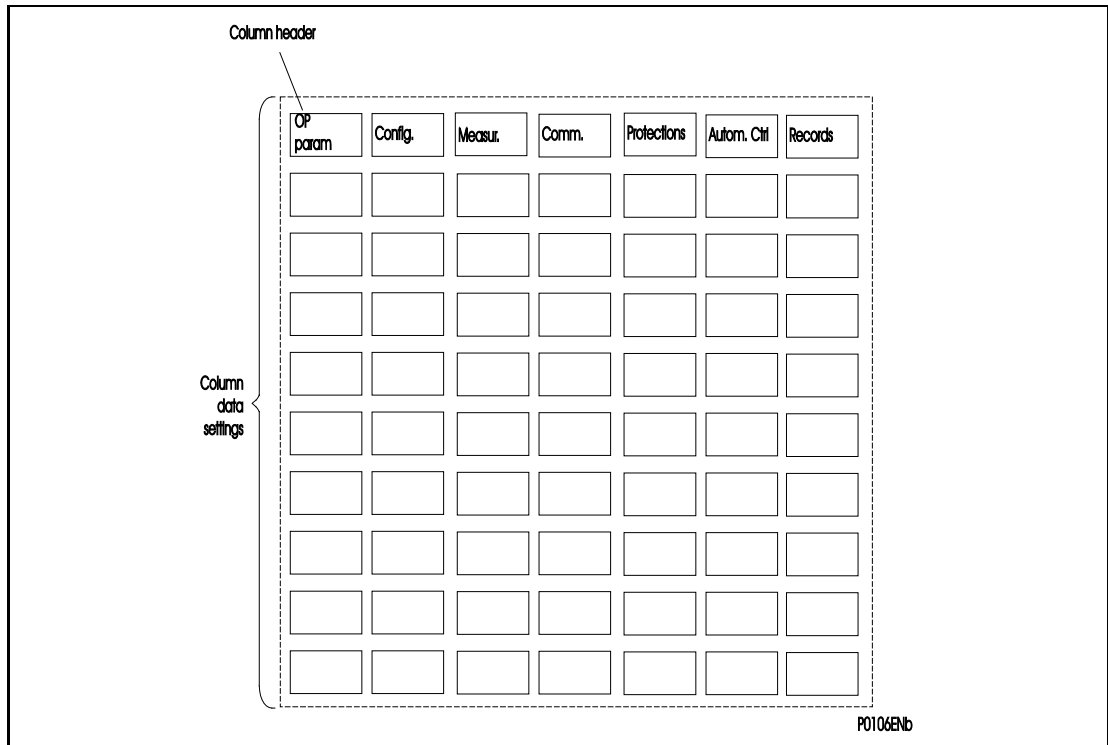 Column header
OP
param
Config.
Measur.
Comm.
Protections
Autom. Ctrl
Records
Column
data
settings
P0106ENb